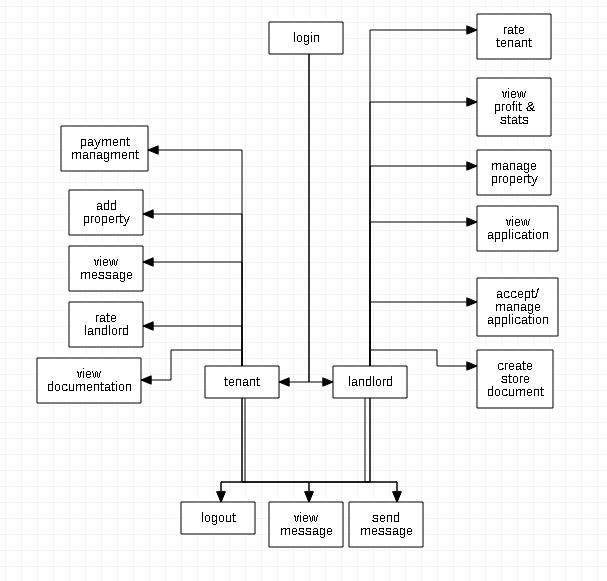 login
rate
tenant
view
profit &
stats
payment
managment
manage
property
add
property
view
application
view
message
accept/
manage
application
rate
landlord
view
documentation
tenant
landlord
create
store
document
logout
view
message
send
message